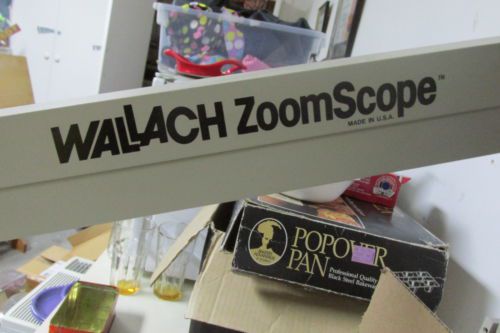 WALLACH ZoomScope™
MADE IN U.S.A.
POPOVER
PAN
Professional Quality
Black Steel Bakeware